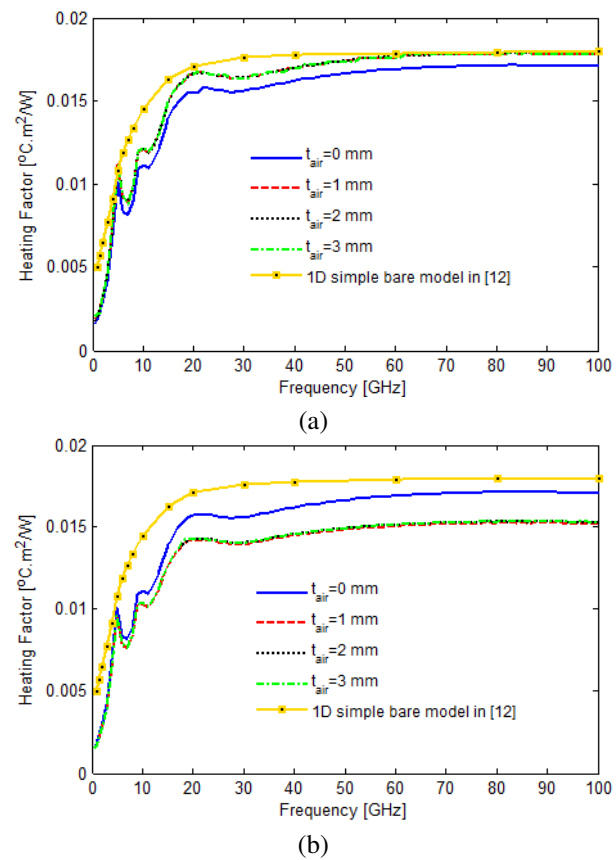 0.02
0.015
0.01
0.005
0
Heating Factor [°C.m²/W]
t_air=0 mm
t_air=1 mm
t_air=2 mm
t_air=3 mm
1D simple bare model in [12]
0 10 20 30 40 50 60 70 80 90 100
Frequency [GHz]
(a)
0.02
0.015
0.01
0.005
0
Heating Factor [°C.m²/W]
t_air=0 mm
t_air=1 mm
t_air=2 mm
t_air=3 mm
1D simple bare model in [12]
0 10 20 30 40 50 60 70 80 90 100
Frequency [GHz]
(b)